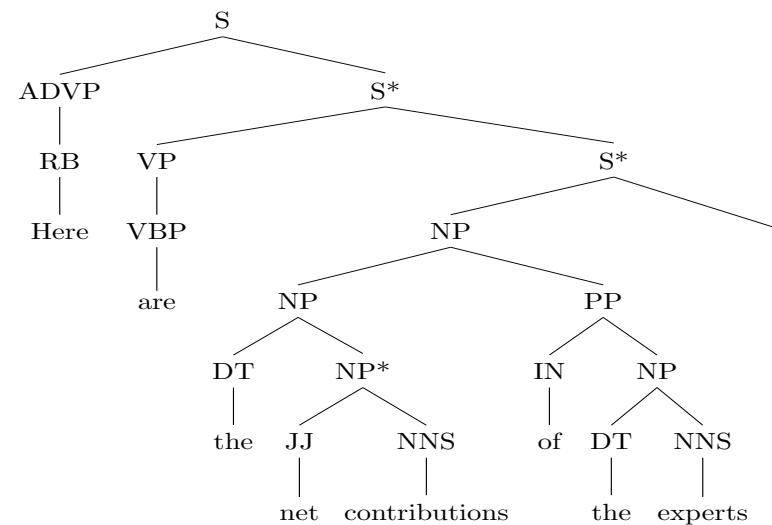 S
ADVP S*
RB VP S*
Here VBP NP
are NP PP
DT NP* IN NP
the JJ NNS of DT NNS
net contributions the experts